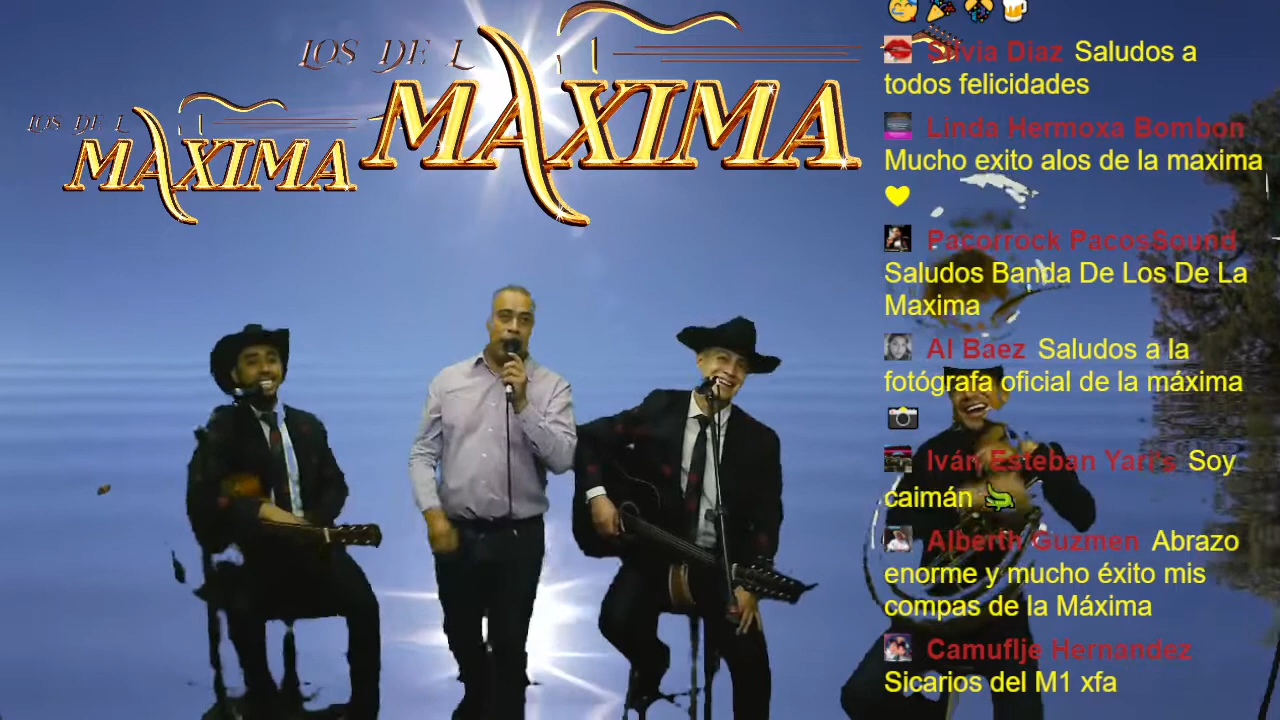 LOS DE L
MAXIMA
LOS DE L
MAXIMA
Silvia Diaz Saludos a
todos felicidades
Linda Hermoxa Bombon
Mucho exito alos de la maxima
Pacorrock PacosSound
Saludos Banda De Los De La
Maxima
Al Baez Saludos a la
fotógrafa oficial de la máxima
Iván Esteban Yari's Soy
caimán
Alberth Guzmen Abrazo
enorme y mucho éxito mis
compas de la Máxima
Camuflje Hernandez
Sicarios del M1 xfa